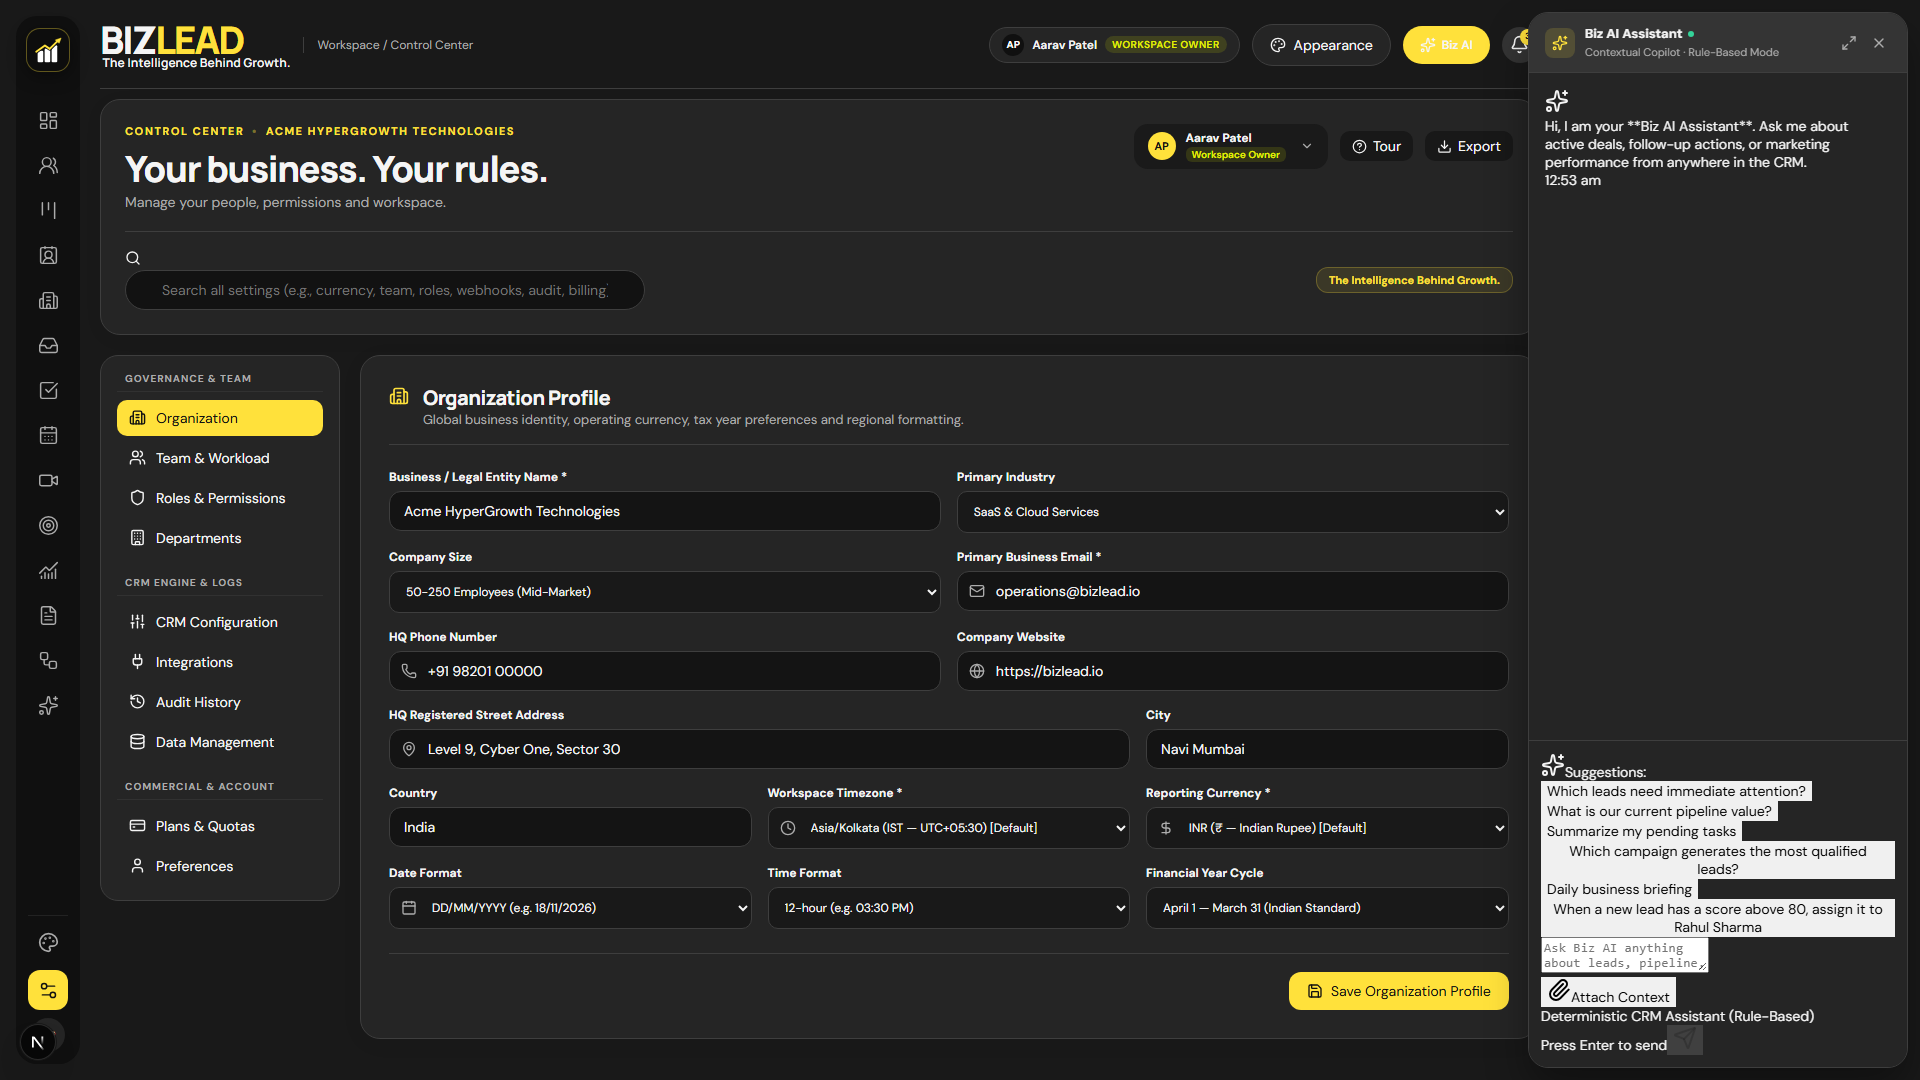 BIZLEAD
The Intelligence Behind Growth.
Workspace / Control Center
AP Aarav Patel WORKSPACE OWNER
Appearance
Biz AI
CONTROL CENTER • ACME HYPERGROWTH TECHNOLOGIES
Your business. Your rules.
Manage your people, permissions and workspace.
AP
Aarav Patel
Workspace Owner
Tour
Export
Search all settings (e.g., currency, team, roles, webhooks, audit, billing)
The Intelligence Behind Growth.
GOVERNANCE & TEAM
Organization
Team & Workload
Roles & Permissions
Departments
CRM ENGINE & LOGS
CRM Configuration
Integrations
Audit History
Data Management
COMMERCIAL & ACCOUNT
Plans & Quotas
Preferences
N
Organization Profile
Global business identity, operating currency, tax year preferences and regional formatting.
Business / Legal Entity Name *
Acme HyperGrowth Technologies
Primary Industry
SaaS & Cloud Services
Company Size
50-250 Employees (Mid-Market)
Primary Business Email *
operations@bizlead.io
HQ Phone Number
+91 98201 00000
Company Website
https://bizlead.io
HQ Registered Street Address
Level 9, Cyber One, Sector 30
City
Navi Mumbai
Country
India
Workspace Timezone *
Asia/Kolkata (IST — UTC+05:30) [Default]
Reporting Currency *
INR (₹ — Indian Rupee) [Default]
Date Format
DD/MM/YYYY (e.g. 18/11/2026)
Time Format
12-hour (e.g. 03:30 PM)
Financial Year Cycle
April 1 — March 31 (Indian Standard)
Save Organization Profile
Biz AI Assistant
Contextual Copilot · Rule-Based Mode
Hi, I am your **Biz AI Assistant**. Ask me about
active deals, follow-up actions, or marketing
performance from anywhere in the CRM.
12:53 am
Suggestions:
Which leads need immediate attention?
What is our current pipeline value?
Summarize my pending tasks
Which campaign generates the most qualified
leads?
Daily business briefing
When a new lead has a score above 80, assign it to
Rahul Sharma
Ask Biz AI anything
about leads, pipeline,
Attach Context
Deterministic CRM Assistant (Rule-Based)
Press Enter to send